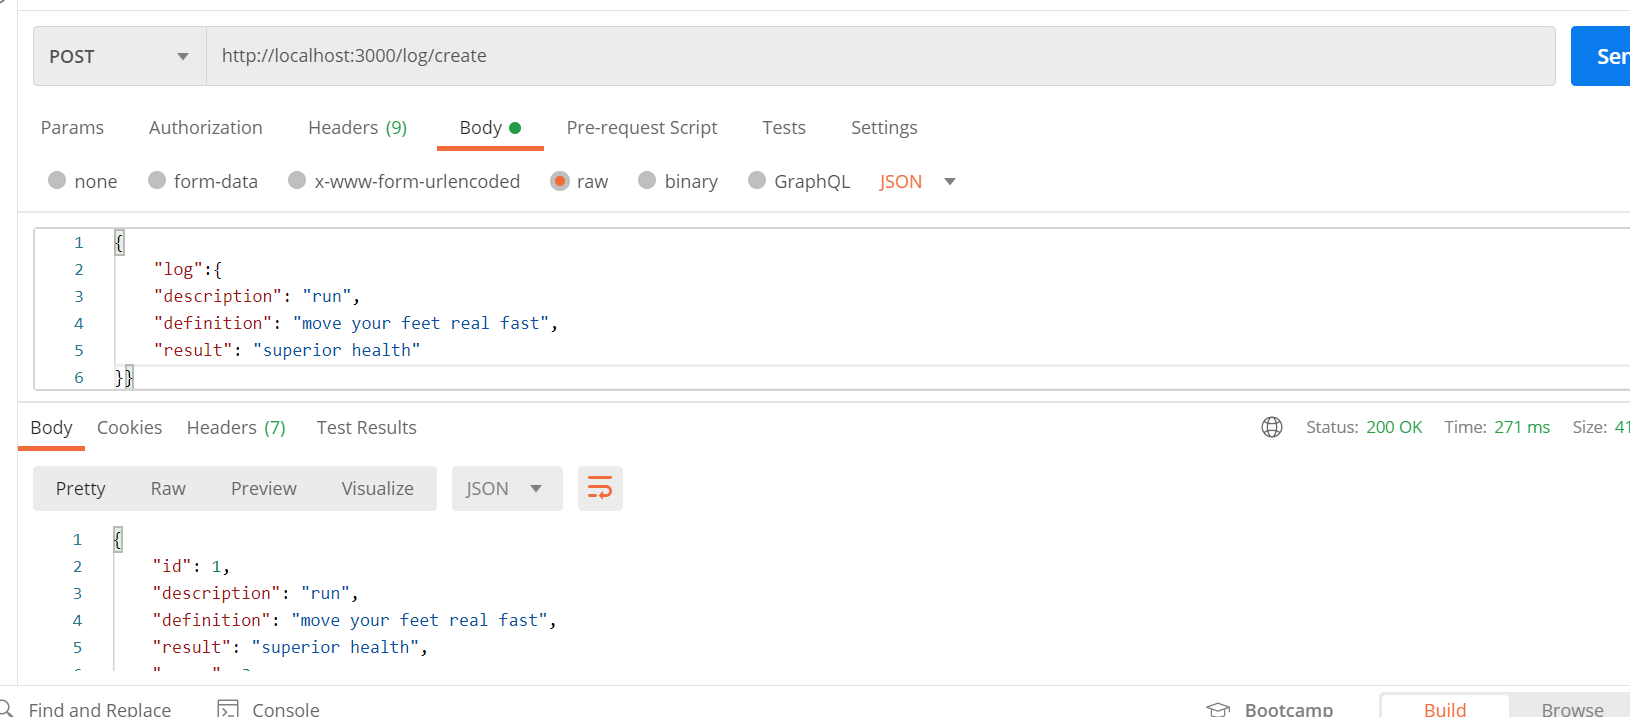 POST http://localhost:3000/log/create
Params Authorization Headers (9) Body Pre-request Script Tests Settings
none form-data x-www-form-urlencoded raw binary GraphQL JSON
1 {
2 "log":{
3 "description": "run",
4 "definition": "move your feet real fast",
5 "result": "superior health"
6 }}
Body Cookies Headers (7) Test Results Status: 200 OK Time: 271 ms Size: 41
Pretty Raw Preview Visualize JSON
1 {
2 "id": 1,
3 "description": "run",
4 "definition": "move your feet real fast",
5 "result": "superior health",
Find and Replace Console Bootcamp Build Browse